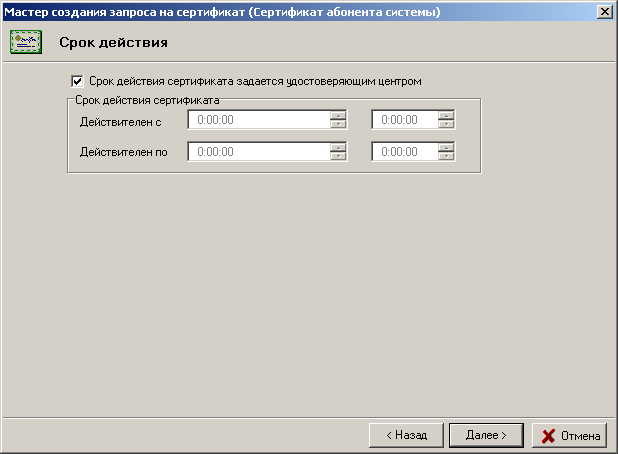 Мастер создания запроса на сертификат (Сертификат абонента системы)
Срок действия
Срок действия сертификата задается удостоверяющим центром
Срок действия сертификата
Действителен с 0:00:00 0:00:00
Действителен по 0:00:00 0:00:00
< Назад Далее > Отмена